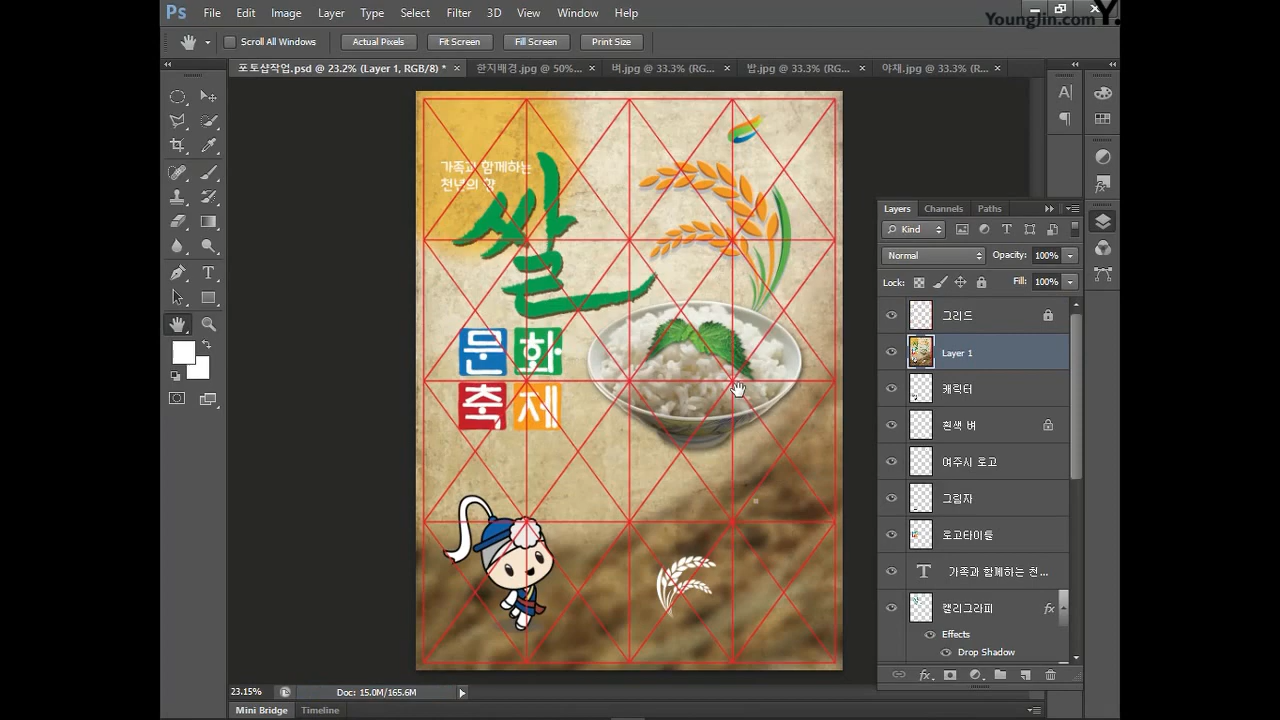 YoungJin.com Y.
Ps File Edit Image Layer Type Select Filter 3D View Window Help
Scroll All Windows Actual Pixels Fit Screen Fill Screen Print Size
포토샵작업.psd @ 23.2% (Layer 1, RGB/8) * × 한지배경.jpg @ 50%... × 벼.jpg @ 33.3% (RG... × 밥.jpg @ 33.3% (RG... × 야채.jpg @ 33.3% (R... ×
가족과 함께하는
천년의 향
쌀
문화
축제
Layers Channels Paths
Kind
Normal Opacity: 100%
Lock: Fill: 100%
그리드
Layer 1
캐릭터
흰색 벼
여주시 로고
그림자
로고타이틀
가족과 함께하는 천...
캘리그라피 fx
Effects
Drop Shadow
23.15% Doc: 15.0M/165.6M
Mini Bridge Timeline